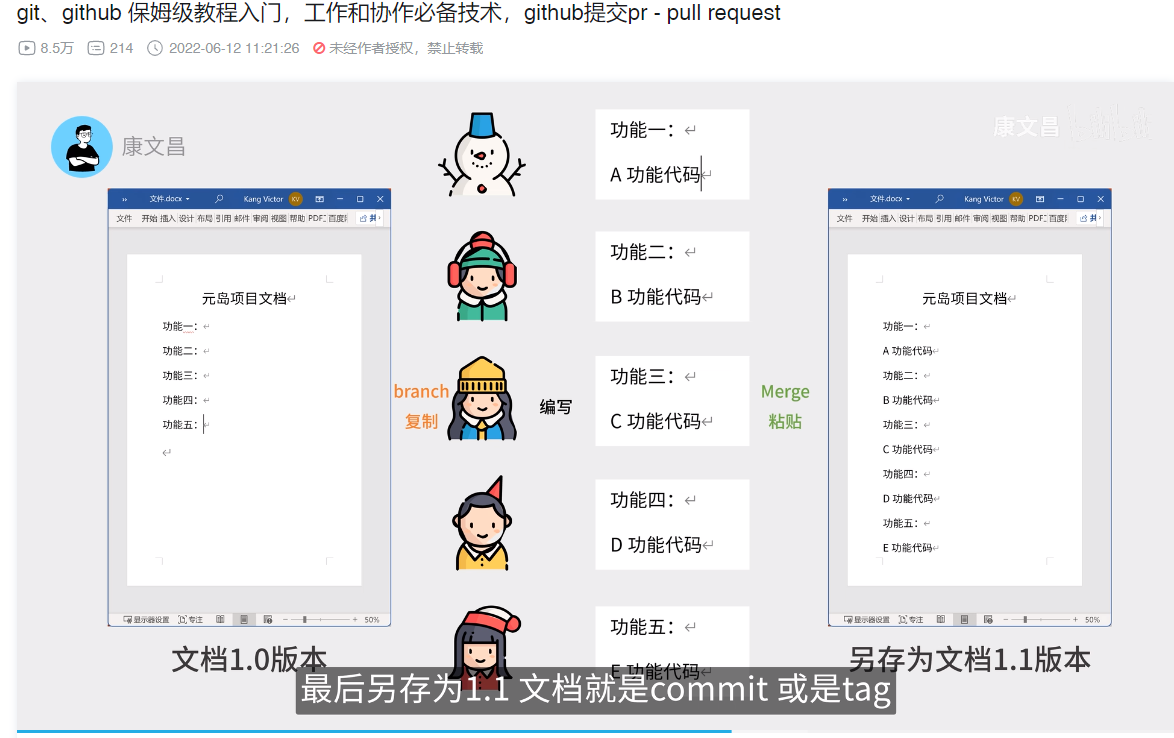 git、github 保姆级教程入门，工作和协作必备技术，github提交pr - pull request
8.5万 214 2022-06-12 11:21:26 未经作者授权，禁止转载
康文昌
康文昌
文件.docx Kang Victor KV
文件 开始 插入 设计 布局 引用 邮件 审阅 视图 帮助 PDF工 百度网
元岛项目文档
功能一：
功能二：
功能三：
功能四：
功能五：
显示器设置 专注 50%
文档1.0版本
branch
复制
编写
功能一：
A 功能代码
功能二：
B 功能代码
功能三：
C 功能代码
功能四：
D 功能代码
功能五：
E 功能代码
Merge
粘贴
文件.docx Kang Victor KV
文件 开始 插入 设计 布局 引用 邮件 审阅 视图 帮助 PDF工 百度网
元岛项目文档
功能一：
A 功能代码
功能二：
B 功能代码
功能三：
C 功能代码
功能四：
D 功能代码
功能五：
E 功能代码
显示器设置 专注 50%
另存为文档1.1版本
最后另存为1.1 文档就是commit 或是tag